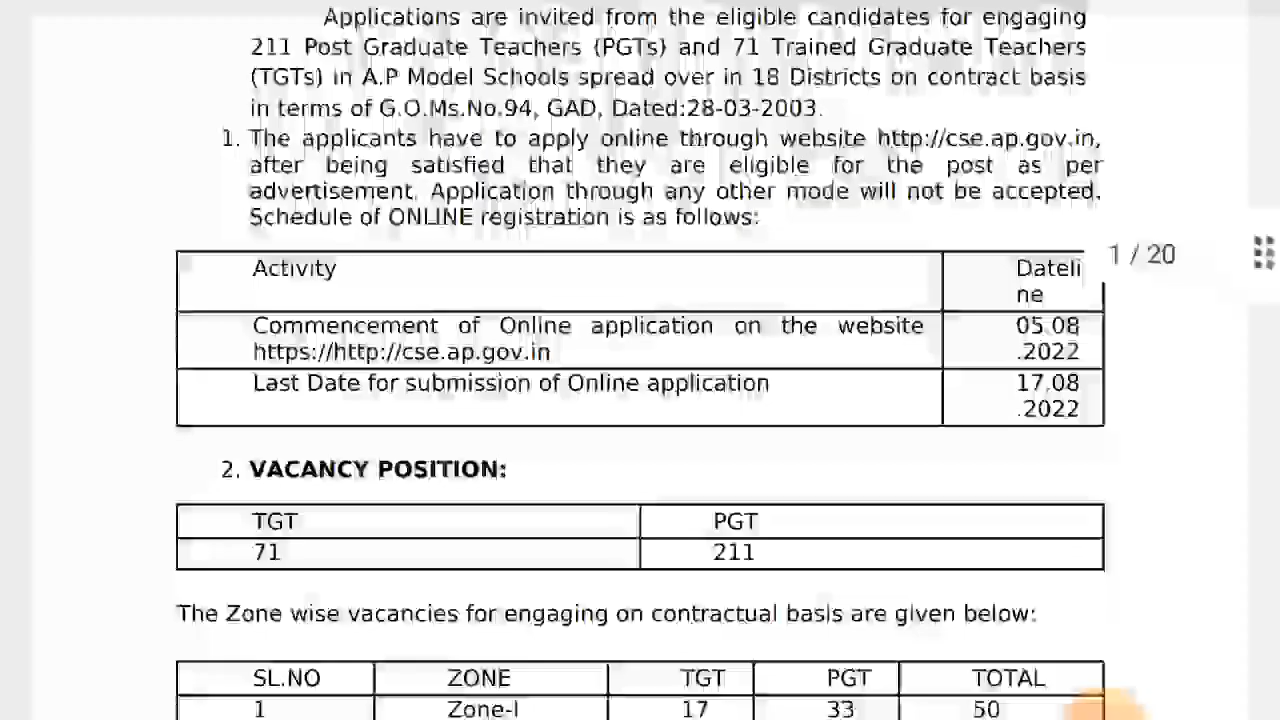 Applications are invited from the eligible candidates for engaging
211 Post Graduate Teachers (PGTs) and 71 Trained Graduate Teachers
(TGTs) in A.P Model Schools spread over in 18 Districts on contract basis
in terms of G.O.Ms.No.94, GAD, Dated:28-03-2003.
1. The applicants have to apply online through website http://cse.ap.gov.in,
after being satisfied that they are eligible for the post as per
advertisement. Application through any other mode will not be accepted.
Schedule of ONLINE registration is as follows:
1 / 20
Activity Dateli
ne
Commencement of Online application on the website 05.08
https://http://cse.ap.gov.in .2022
Last Date for submission of Online application 17.08
.2022
2. VACANCY POSITION:
TGT PGT
71 211
The Zone wise vacancies for engaging on contractual basis are given below:
SL.NO ZONE TGT PGT TOTAL
1 Zone-I 17 33 50